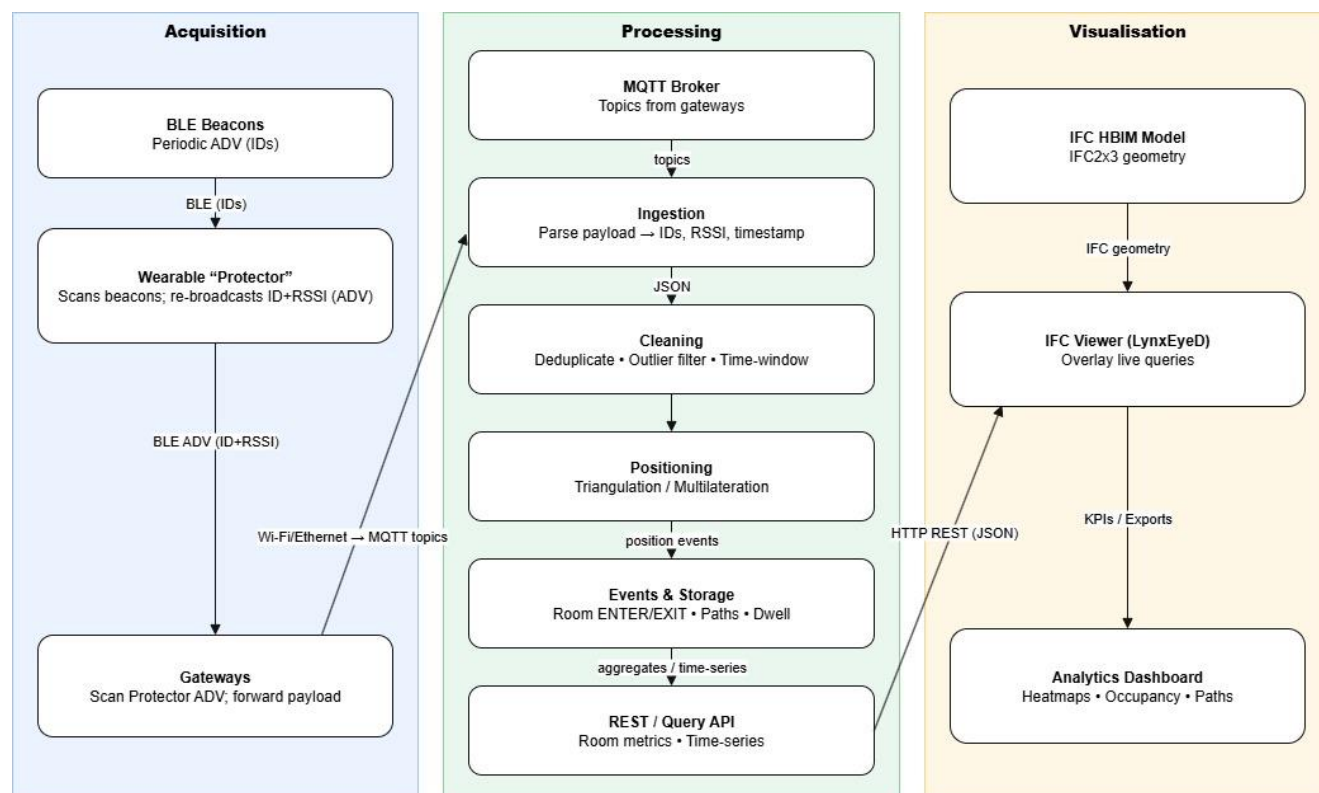 Acquisition
BLE Beacons
Periodic ADV (IDs)
BLE (IDs)
Wearable “Protector”
Scans beacons; re-broadcasts ID+RSSI (ADV)
BLE ADV (ID+RSSI)
Gateways
Scan Protector ADV; forward payload
Wi-Fi/Ethernet → MQTT topics
Processing
MQTT Broker
Topics from gateways
topics
Ingestion
Parse payload → IDs, RSSI, timestamp
JSON
Cleaning
Deduplicate • Outlier filter • Time-window
Positioning
Triangulation / Multilateration
position events
Events & Storage
Room ENTER/EXIT • Paths • Dwell
aggregates / time-series
REST / Query API
Room metrics • Time-series
HTTP REST (JSON)
Visualisation
IFC HBIM Model
IFC2x3 geometry
IFC geometry
IFC Viewer (LynxEyeD)
Overlay live queries
KPIs / Exports
Analytics Dashboard
Heatmaps • Occupancy • Paths